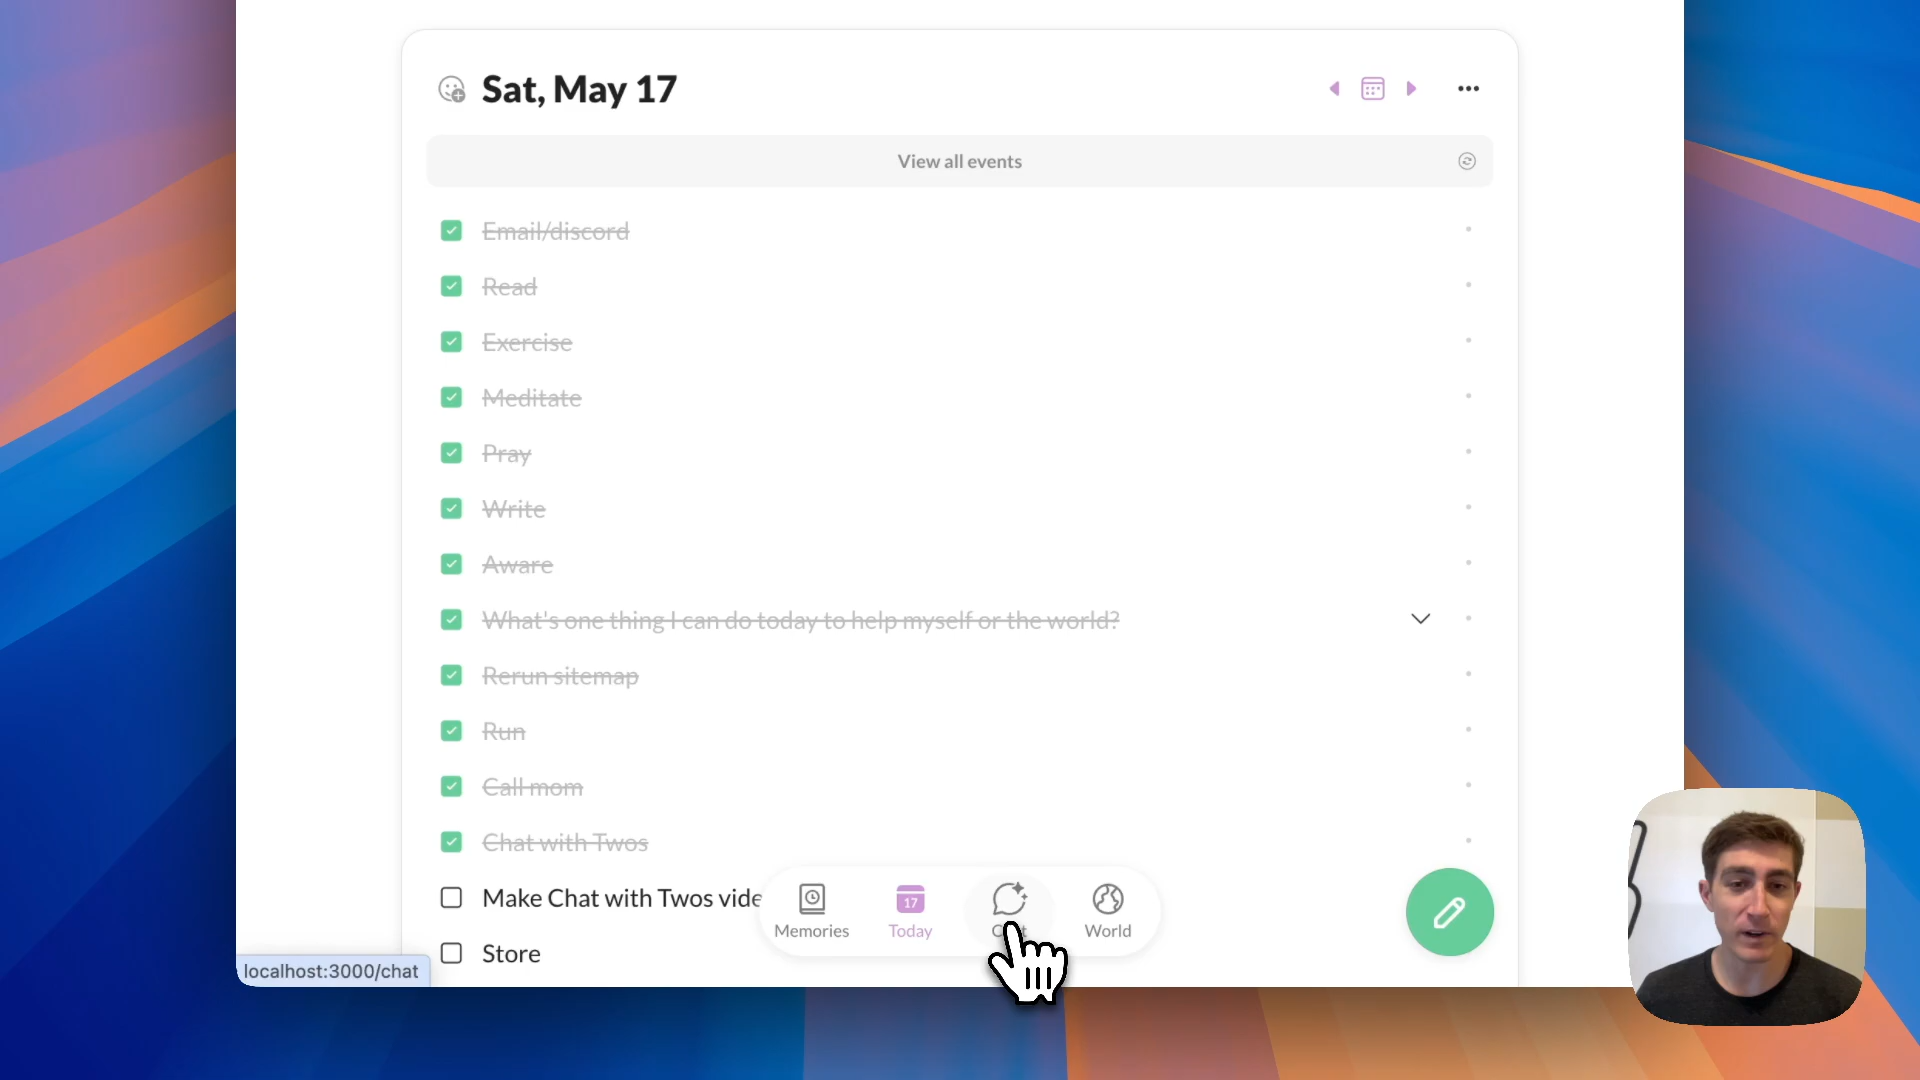 Sat, May 17
View all events
Email/discord
Read
Exercise
Meditate
Pray
Write
Aware
What's one thing I can do today to help myself or the world?
Rerun sitemap
Run
Call mom
Chat with Twos
Make Chat with Twos
Store
17
Memories
Today
World
localhost:3000/chat